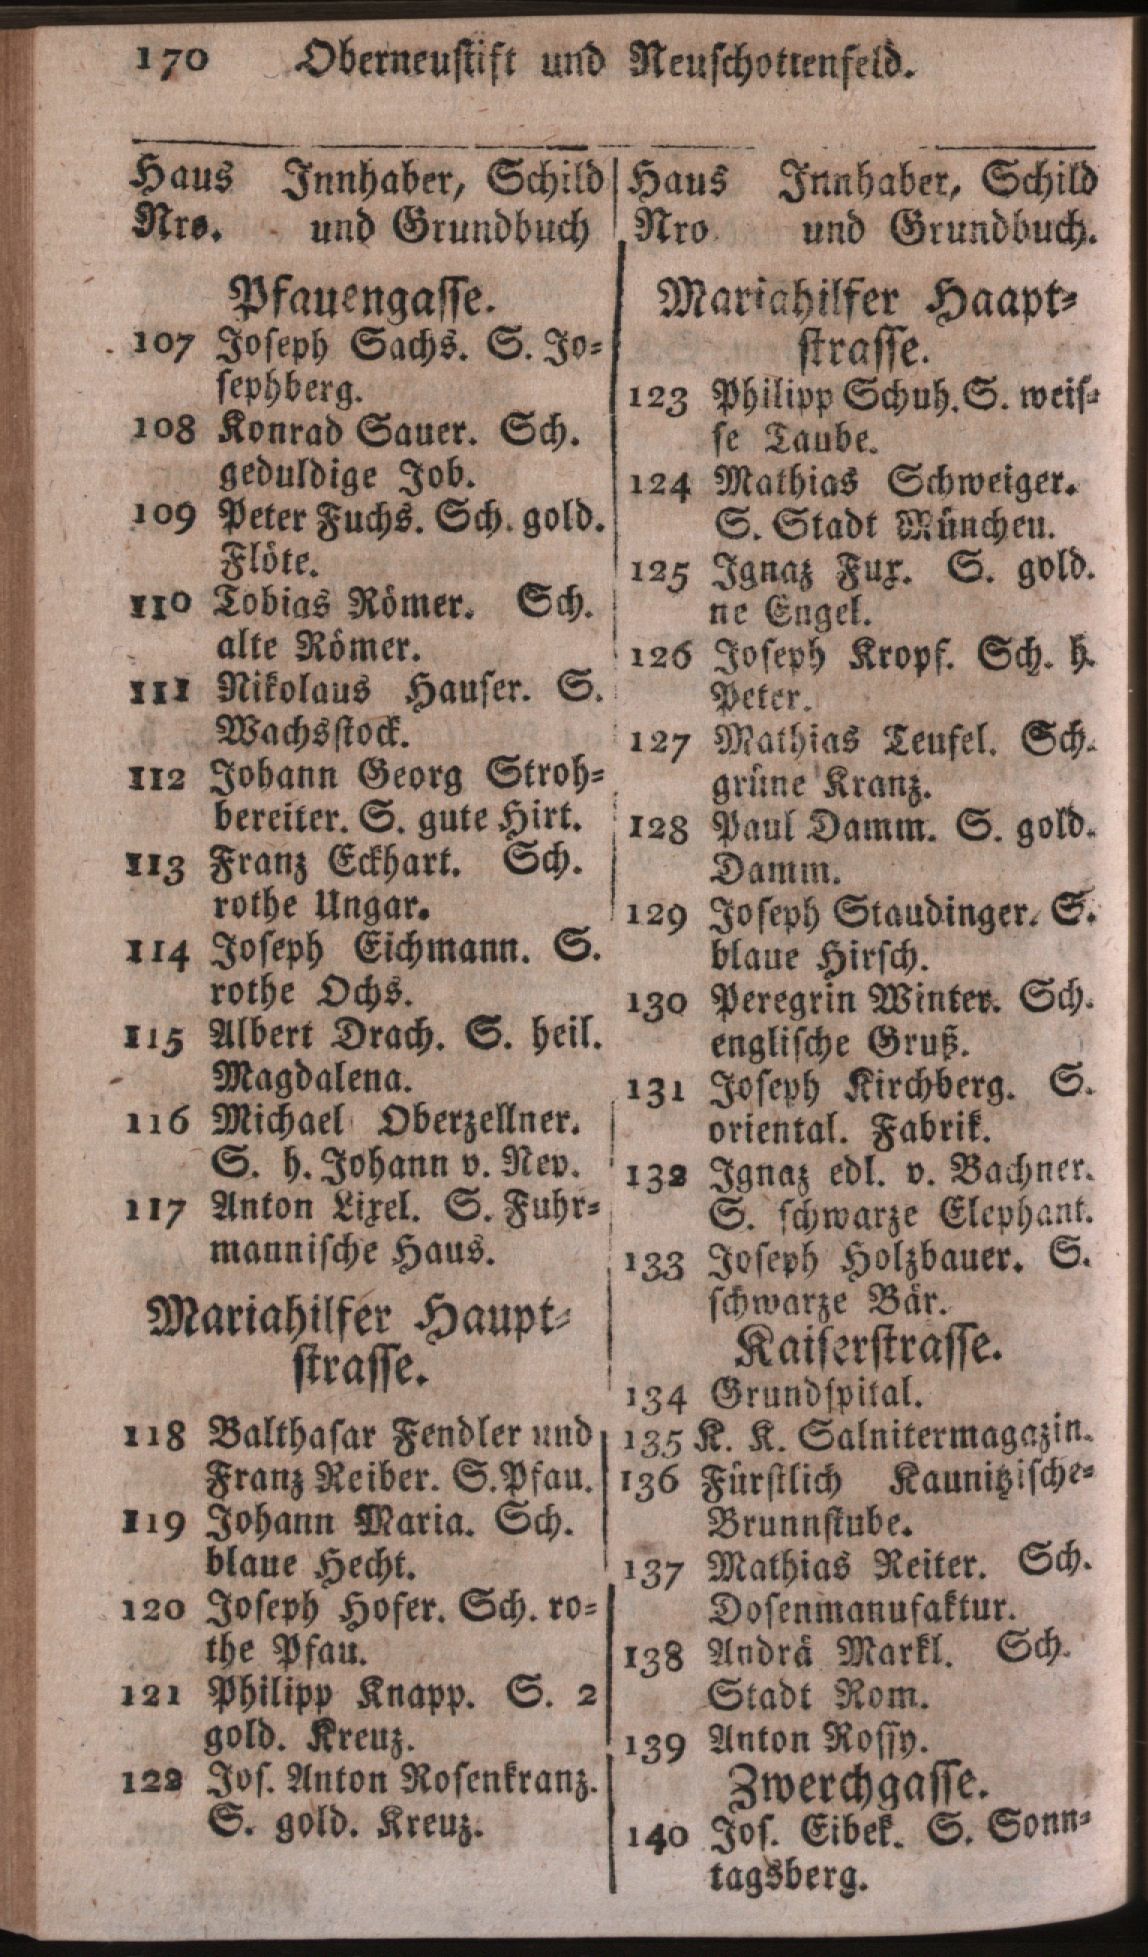 170 Oberneustift und Neuschottenfeld.
Haus Innhaber, Schild
Nro. und Grundbuch
Pfauengasse.
107 Joseph Sachs. S. Jo=
sephberg.
108 Konrad Sauer. Sch.
geduldige Job.
109 Peter Fuchs. Sch. gold.
Flöte.
110 Tobias Römer. Sch.
alte Römer.
111 Nikolaus Hauser. S.
Wachsstock.
112 Johann Georg Stroh=
bereiter. S. gute Hirt.
113 Franz Eckhart. Sch.
rothe Ungar.
114 Joseph Eichmann. S.
rothe Ochs.
115 Albert Drach. S. heil.
Magdalena.
116 Michael Oberzellner.
S. h. Johann v. Nep.
117 Anton Lixel. S. Fuhr=
mannische Haus.
Mariahilfer Haupt=
strasse.
118 Balthasar Fendler und
Franz Reiber. S. Pfau.
119 Johann Maria. Sch.
blaue Hecht.
120 Joseph Hofer. Sch. ro=
the Pfau.
121 Philipp Knapp. S. 2
gold. Kreuz.
122 Jos. Anton Rosenkranz.
S. gold. Kreuz.
Haus Innhaber, Schild
Nro und Grundbuch.
Mariahilfer Haapt=
strasse.
123 Philipp Schuh. S. weis=
se Taube.
124 Mathias Schweiger.
S. Stadt München.
125 Ignaz Fux. S. gold.
ne Engel.
126 Joseph Kropf. Sch. h.
Peter.
127 Mathias Teufel. Sch.
grüne Kranz.
128 Paul Damm. S. gold.
Damm.
129 Joseph Staudinger. S.
blaue Hirsch.
130 Peregrin Winter. Sch.
englische Gruß.
131 Joseph Kirchberg. S.
oriental. Fabrik.
132 Ignaz edl. v. Bachner.
S. schwarze Elephant.
133 Joseph Holzbauer. S.
schwarze Bär.
Kaiserstrasse.
134 Grundspital.
135 K. K. Salnitermagazin.
136 Fürstlich Kaunitzische=
Brunnstube.
137 Mathias Reiter. Sch.
Dosenmanufaktur.
138 Andrä Markl. Sch.
Stadt Rom.
139 Anton Rossy.
Zwerchgasse.
140 Jos. Eibek. S. Sonn=
tagsberg.